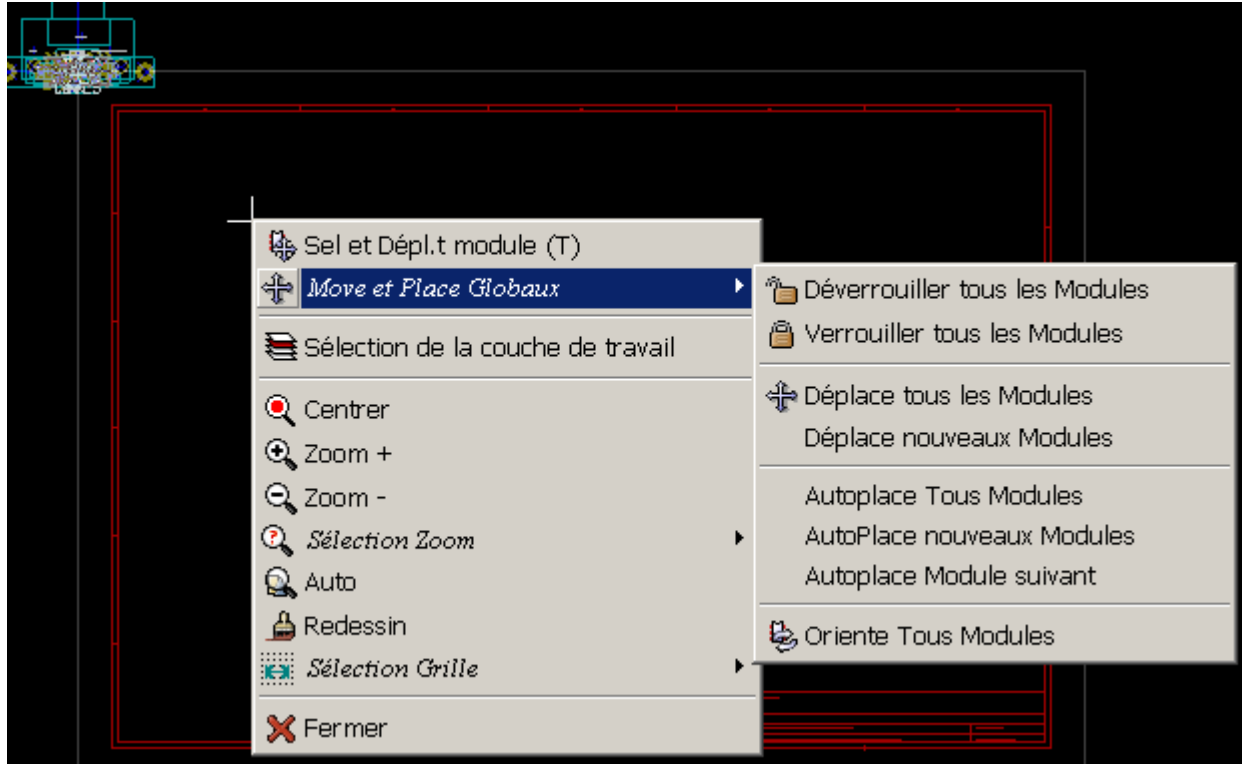 Sel et Dépl.t module (T)
Move et Place Globaux
Sélection de la couche de travail
Centrer
Zoom +
Zoom -
Sélection Zoom
Auto
Redessin
Sélection Grille
Fermer
Déverrouiller tous les Modules
Verrouiller tous les Modules
Déplace tous les Modules
Déplace nouveaux Modules
Autoplace Tous Modules
AutoPlace nouveaux Modules
Autoplace Module suivant
Oriente Tous Modules